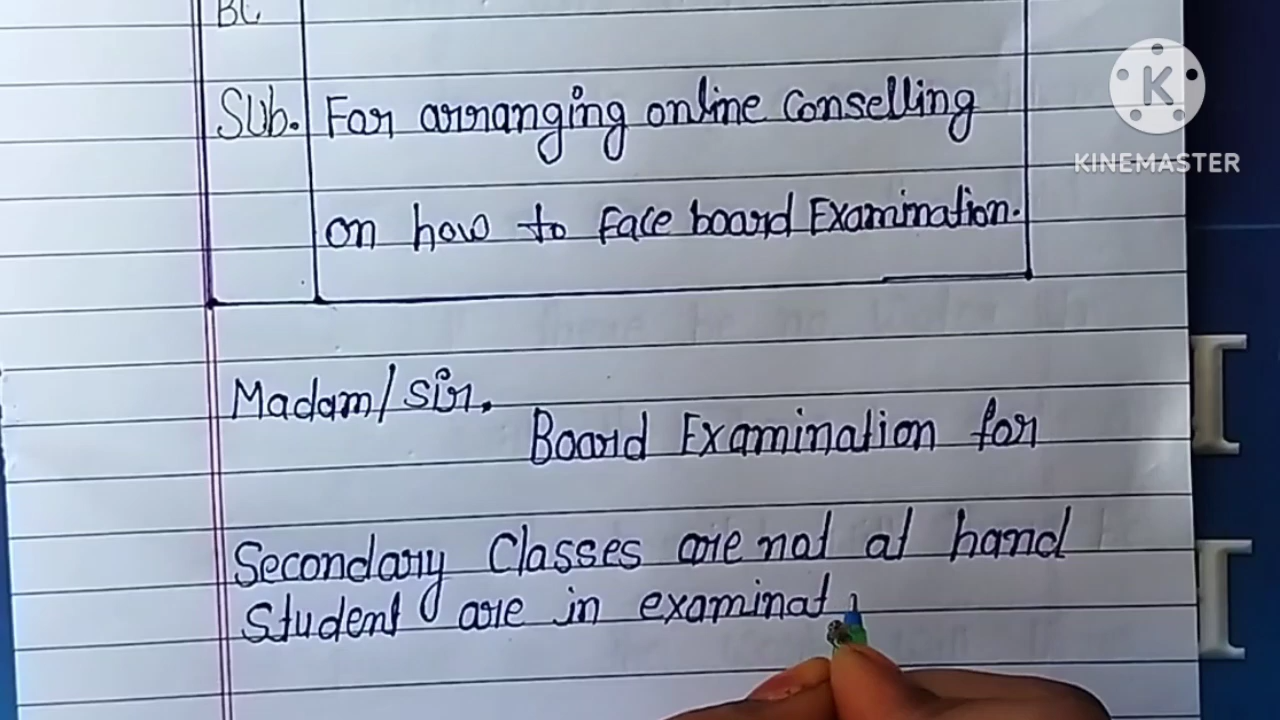 BC
Sub. For arranging online Conselling
on how to Face board Examination.
KINEMASTER
Madam/Sir,
Board Examination for
Secondary Classes are not at hand
Student are in examinat